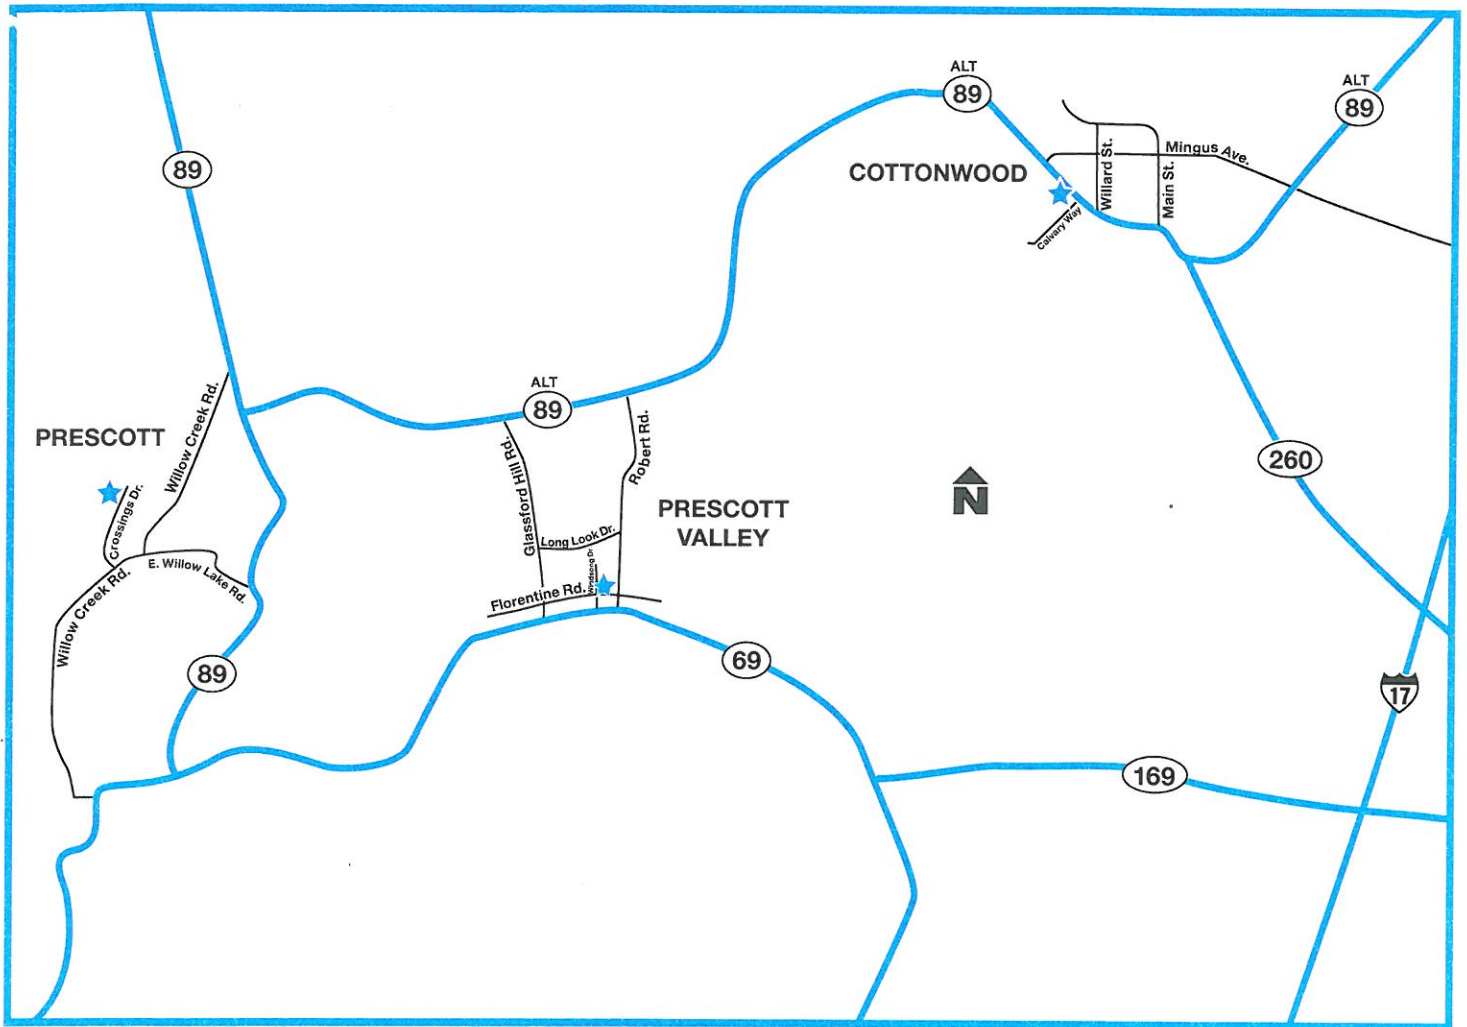 ALT
89
ALT
89
89
COTTONWOOD
Willard St.
Main St.
Mingus Ave.
Calvary Way
ALT
89
PRESCOTT
Willow Creek Rd.
Crossings Dr.
Glassford Hill Rd.
Robert Rd.
260
PRESCOTT
VALLEY
N
Long Look Dr.
Windsong Dr
Florentine Rd.
E. Willow Lake Rd.
Willow Creek Rd.
89
69
17
169